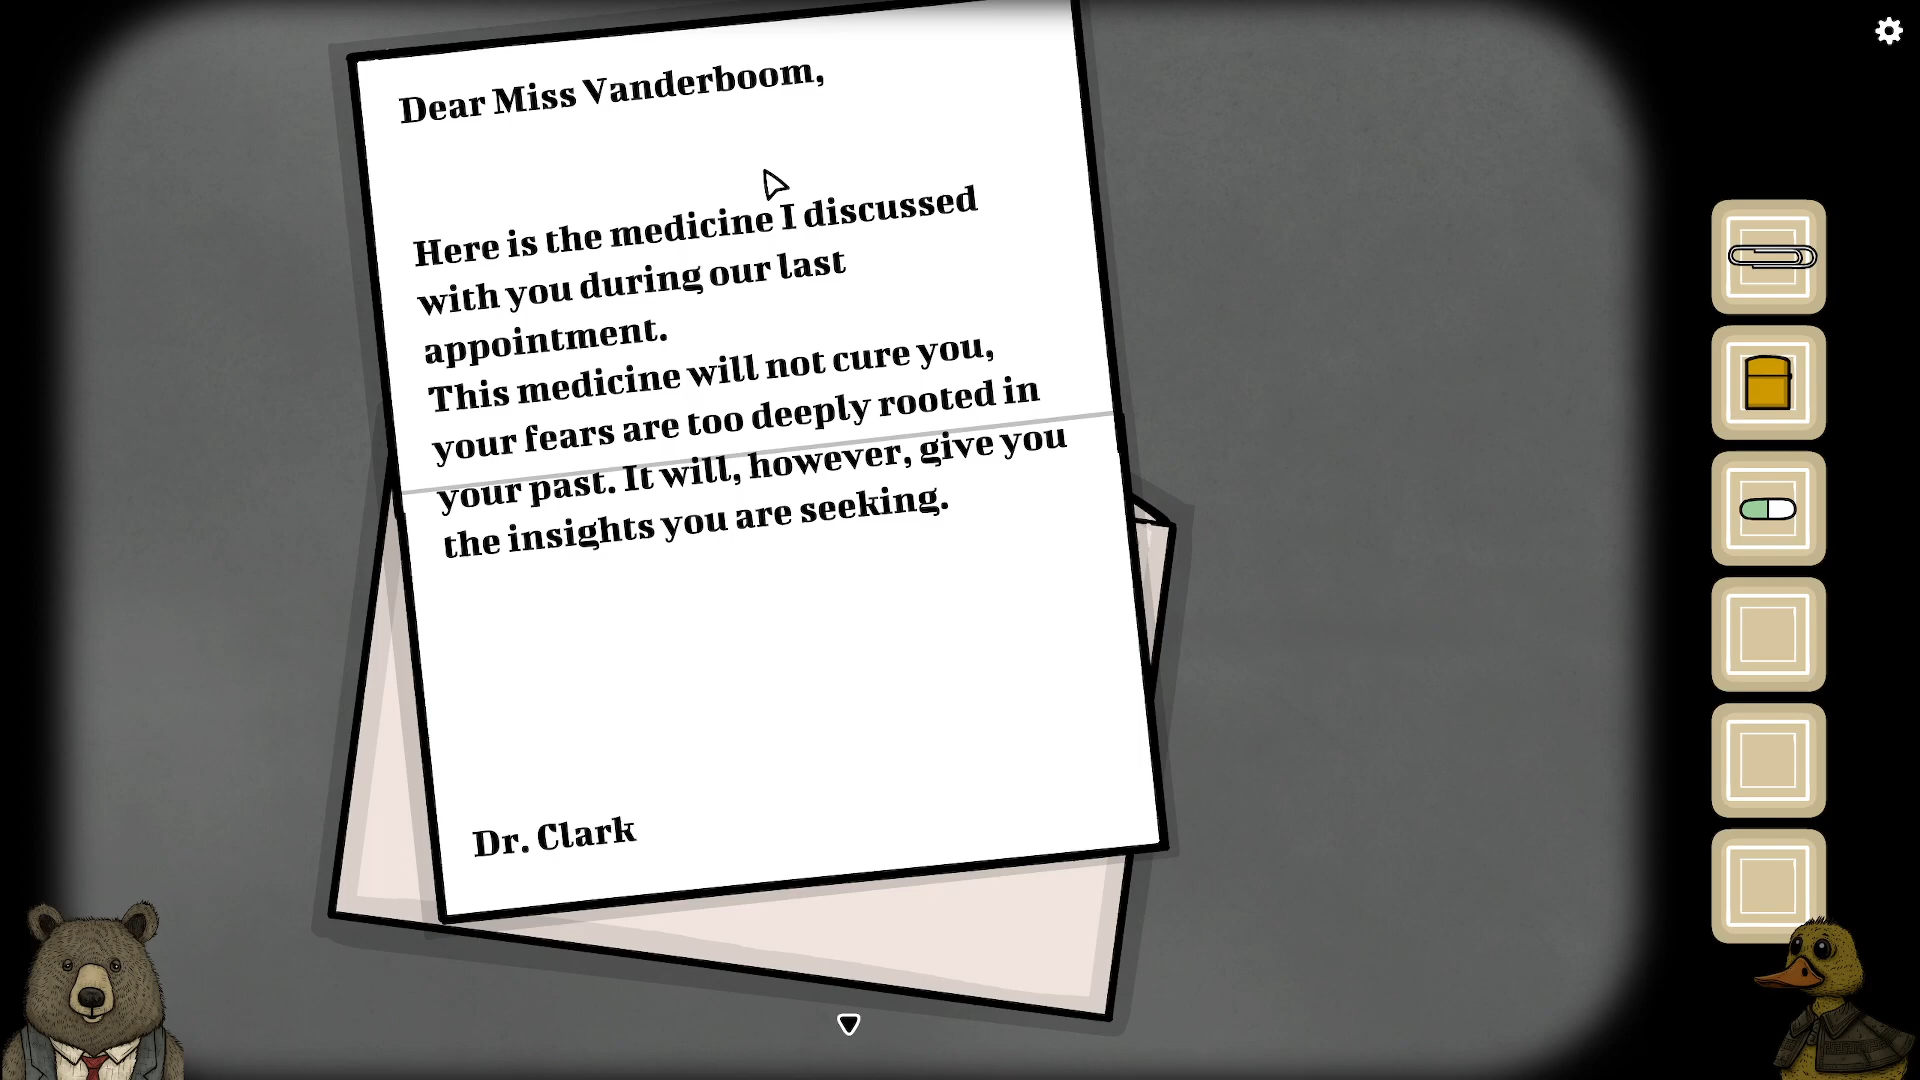 Dear Miss Vanderboom,
Here is the medicine I discussed
with you during our last
appointment.
This medicine will not cure you,
your fears are too deeply rooted in
your past. It will, however, give you
the insights you are seeking.
Dr. Clark